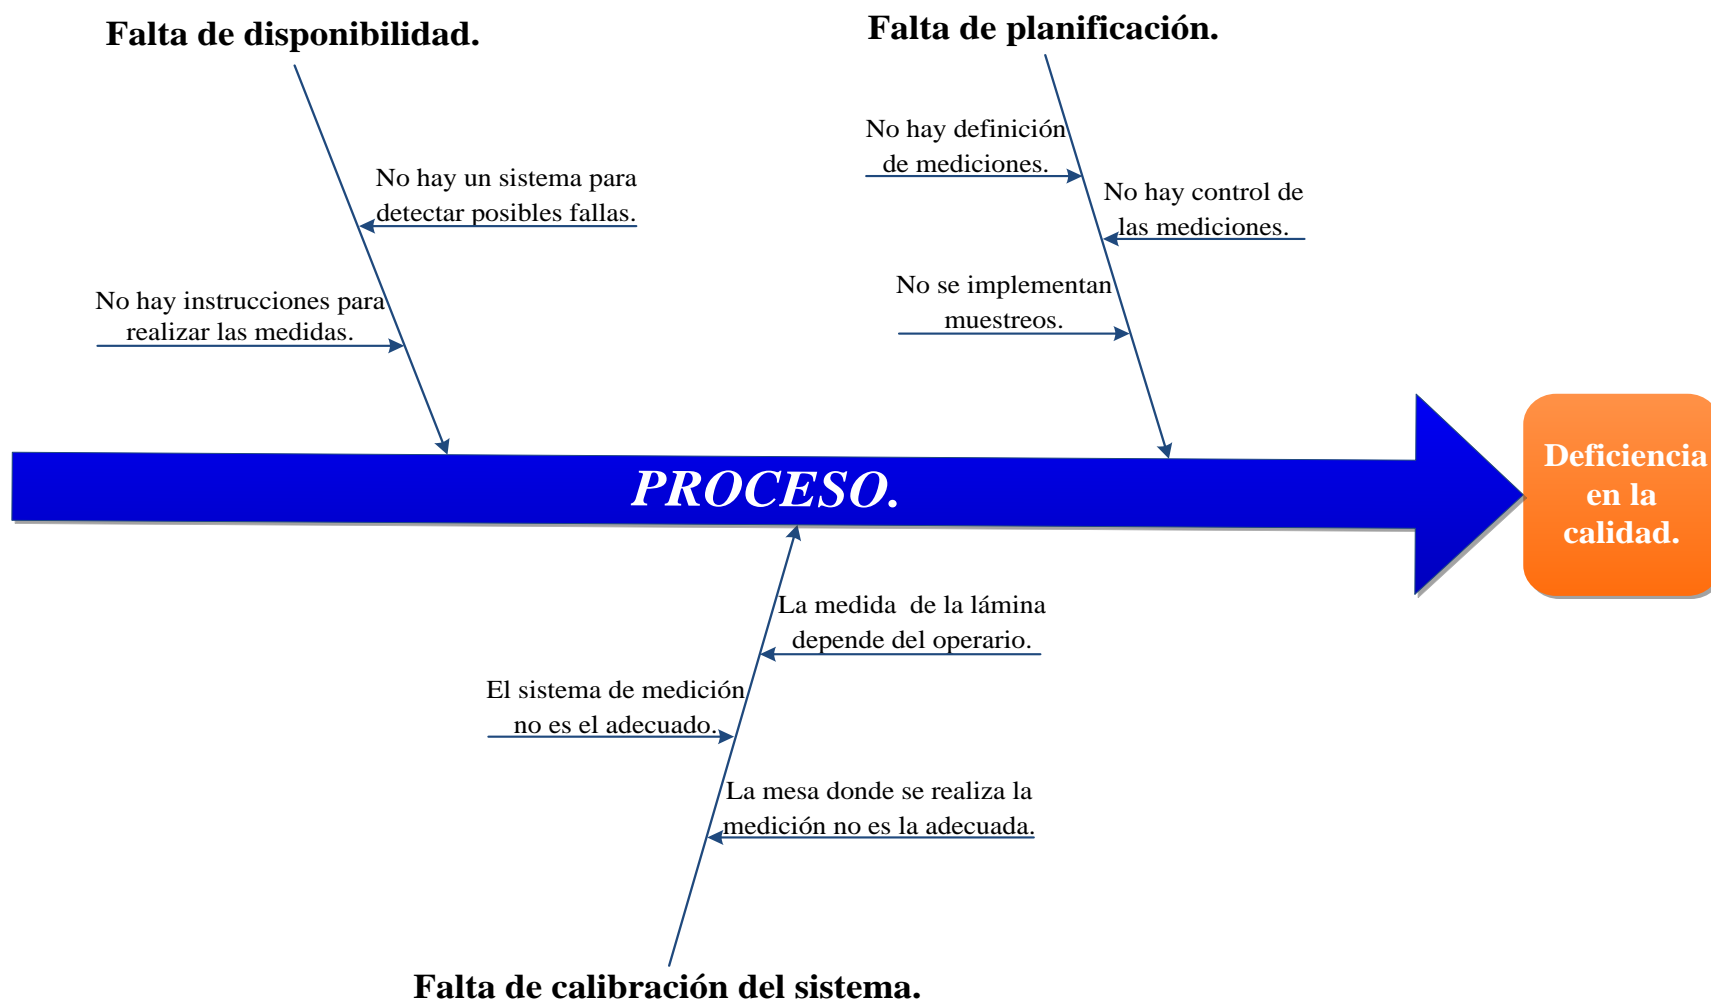 Falta de disponibilidad.
Falta de planificación.
No hay un sistema para
detectar posibles fallas.
No hay instrucciones para
realizar las medidas.
No hay definición
de mediciones.
No hay control de
las mediciones.
No se implementan
muestreos.
PROCESO.
Deficiencia
en la
calidad.
La medida  de la lámina
depende del operario.
El sistema de medición
no es el adecuado.
La mesa donde se realiza la
medición no es la adecuada.
Falta de calibración del sistema.